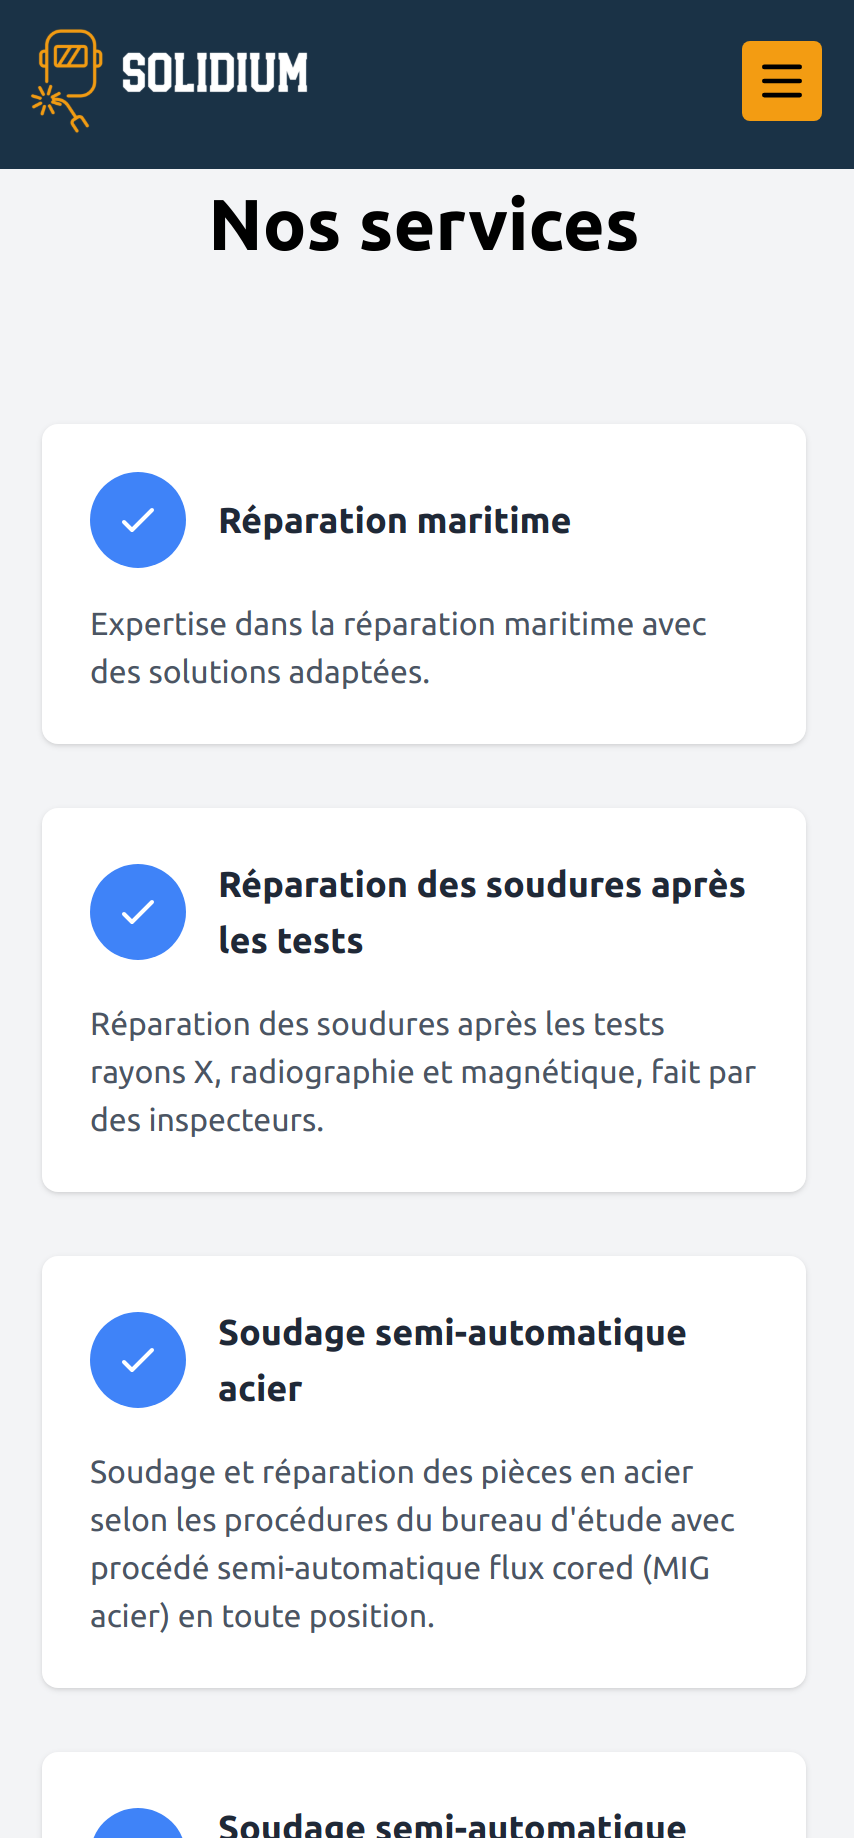 SOLIDIUM
Nos services
Réparation maritime
Expertise dans la réparation maritime avec
des solutions adaptées.
Réparation des soudures après
les tests
Réparation des soudures après les tests
rayons X, radiographie et magnétique, fait par
des inspecteurs.
Soudage semi-automatique
acier
Soudage et réparation des pièces en acier
selon les procédures du bureau d'étude avec
procédé semi-automatique flux cored (MIG
acier) en toute position.
Soudage semi-automatique